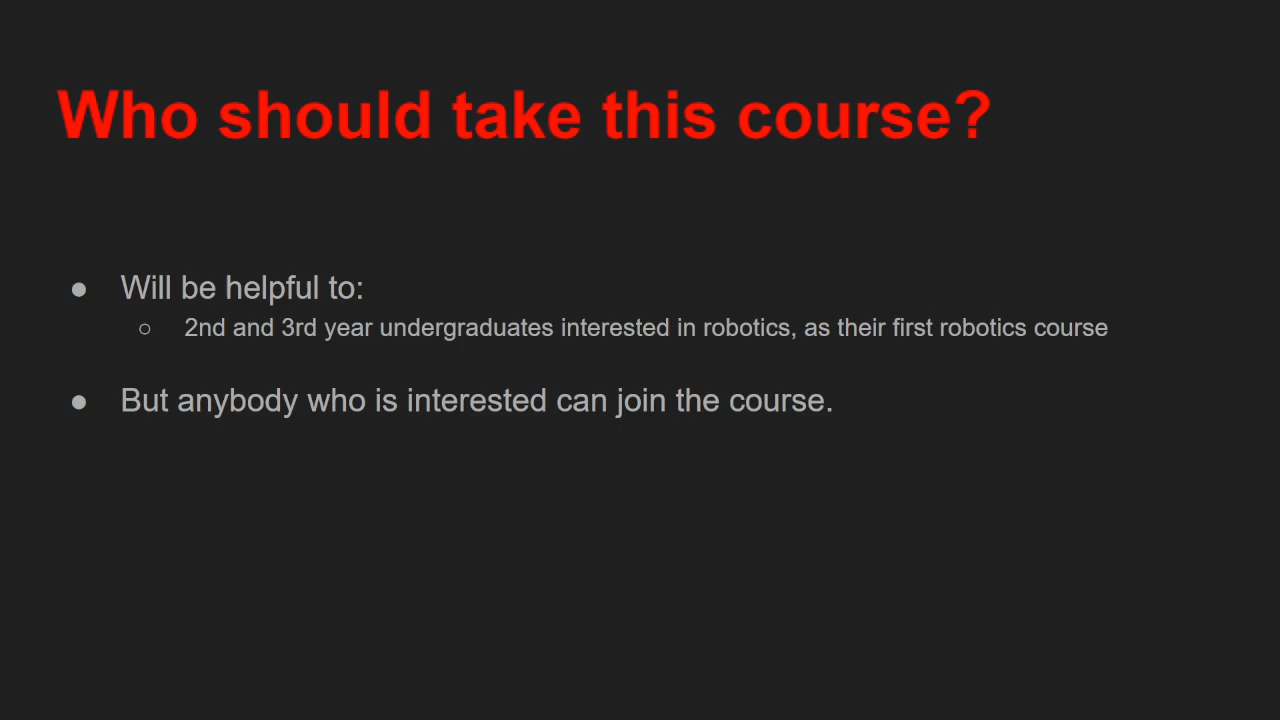 Who should take this course?
● Will be helpful to:
○ 2nd and 3rd year undergraduates interested in robotics, as their first robotics course
● But anybody who is interested can join the course.